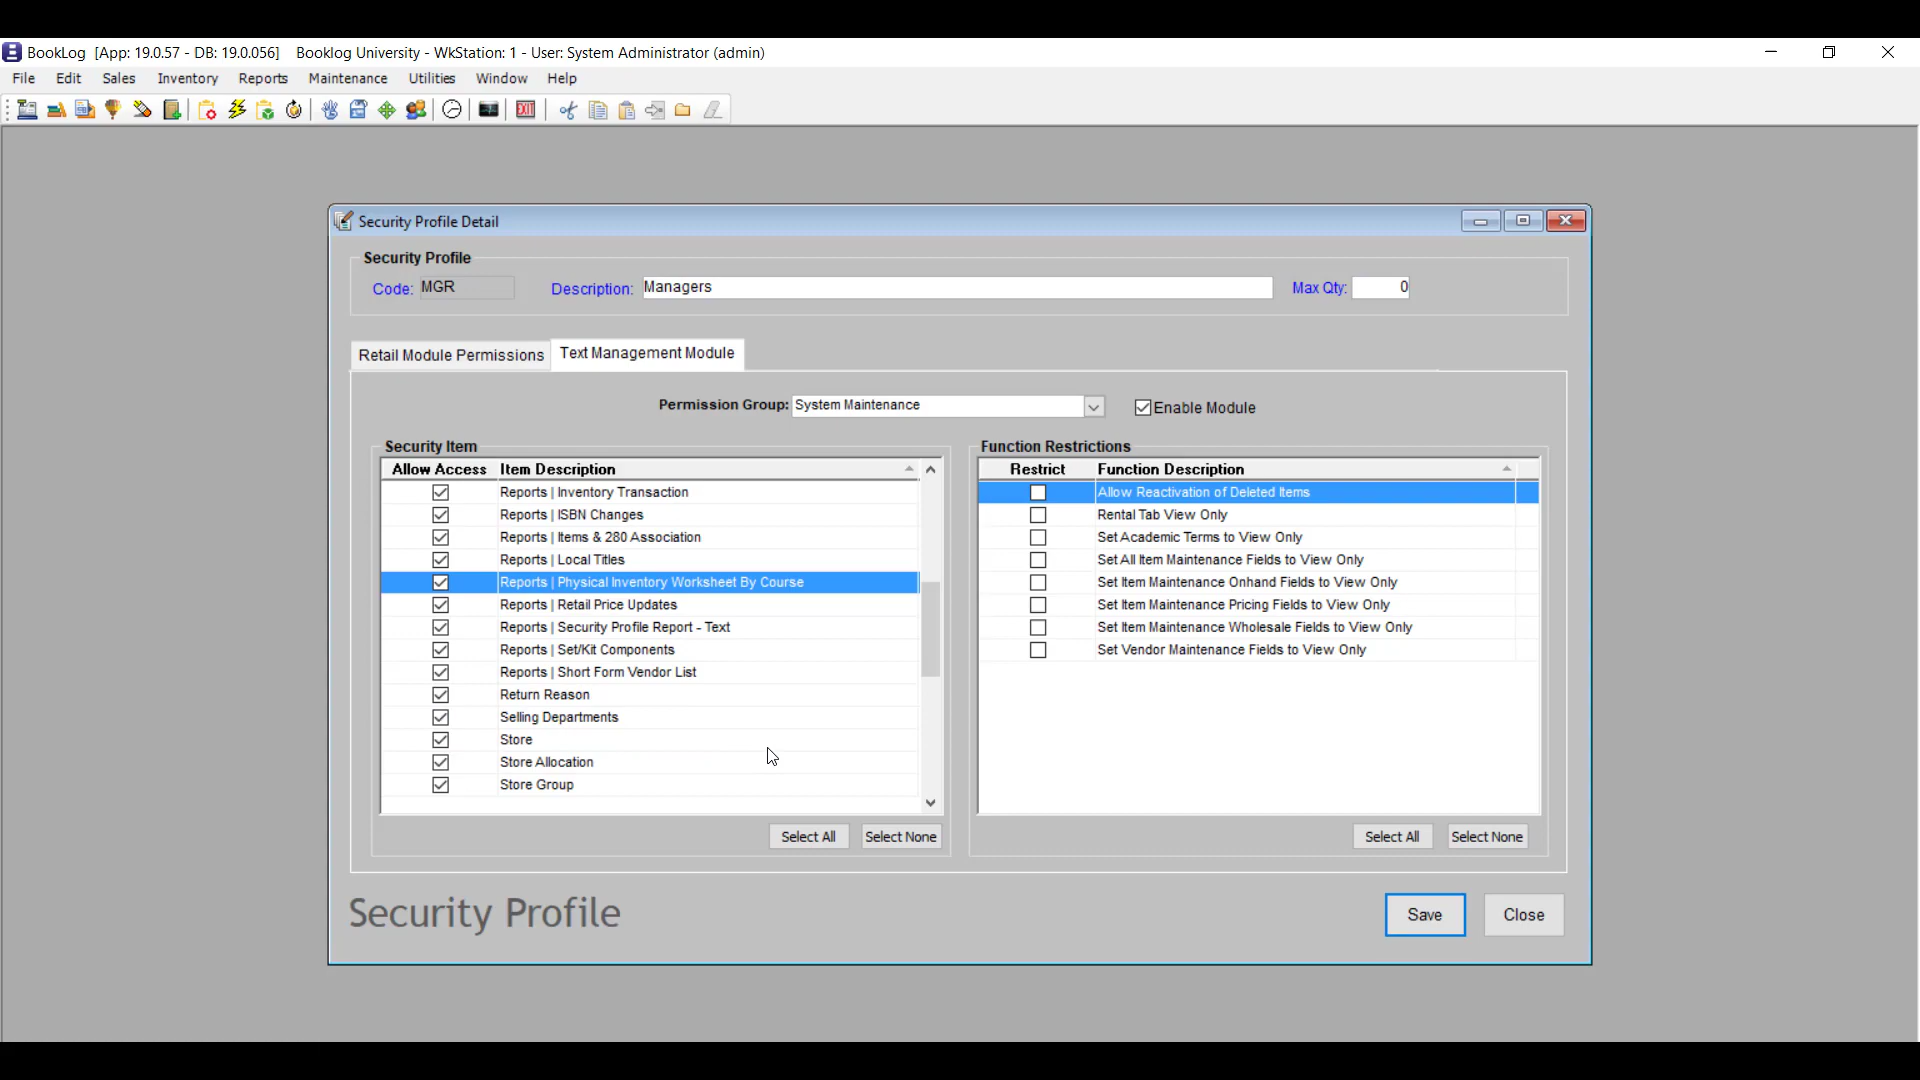 BookLog [App: 19.0.57 - DB: 19.0.056] Booklog University - WkStation: 1 - User: System Administrator (admin)
File Edit Sales Inventory Reports Maintenance Utilities Window Help
EXIT
Security Profile Detail
Security Profile
Code: MGR Description: Managers Max Qty: 0
Retail Module Permissions Text Management Module
Permission Group: System Maintenance Enable Module
Security Item
Allow Access Item Description
Reports | Inventory Transaction
Reports | ISBN Changes
Reports | Items & 280 Association
Reports | Local Titles
Reports | Physical Inventory Worksheet By Course
Reports | Retail Price Updates
Reports | Security Profile Report - Text
Reports | Set/Kit Components
Reports | Short Form Vendor List
Return Reason
Selling Departments
Store
Store Allocation
Store Group
Select All Select None
Function Restrictions
Restrict Function Description
Allow Reactivation of Deleted Items
Rental Tab View Only
Set Academic Terms to View Only
Set All Item Maintenance Fields to View Only
Set Item Maintenance Onhand Fields to View Only
Set Item Maintenance Pricing Fields to View Only
Set Item Maintenance Wholesale Fields to View Only
Set Vendor Maintenance Fields to View Only
Select All Select None
Security Profile
Save Close